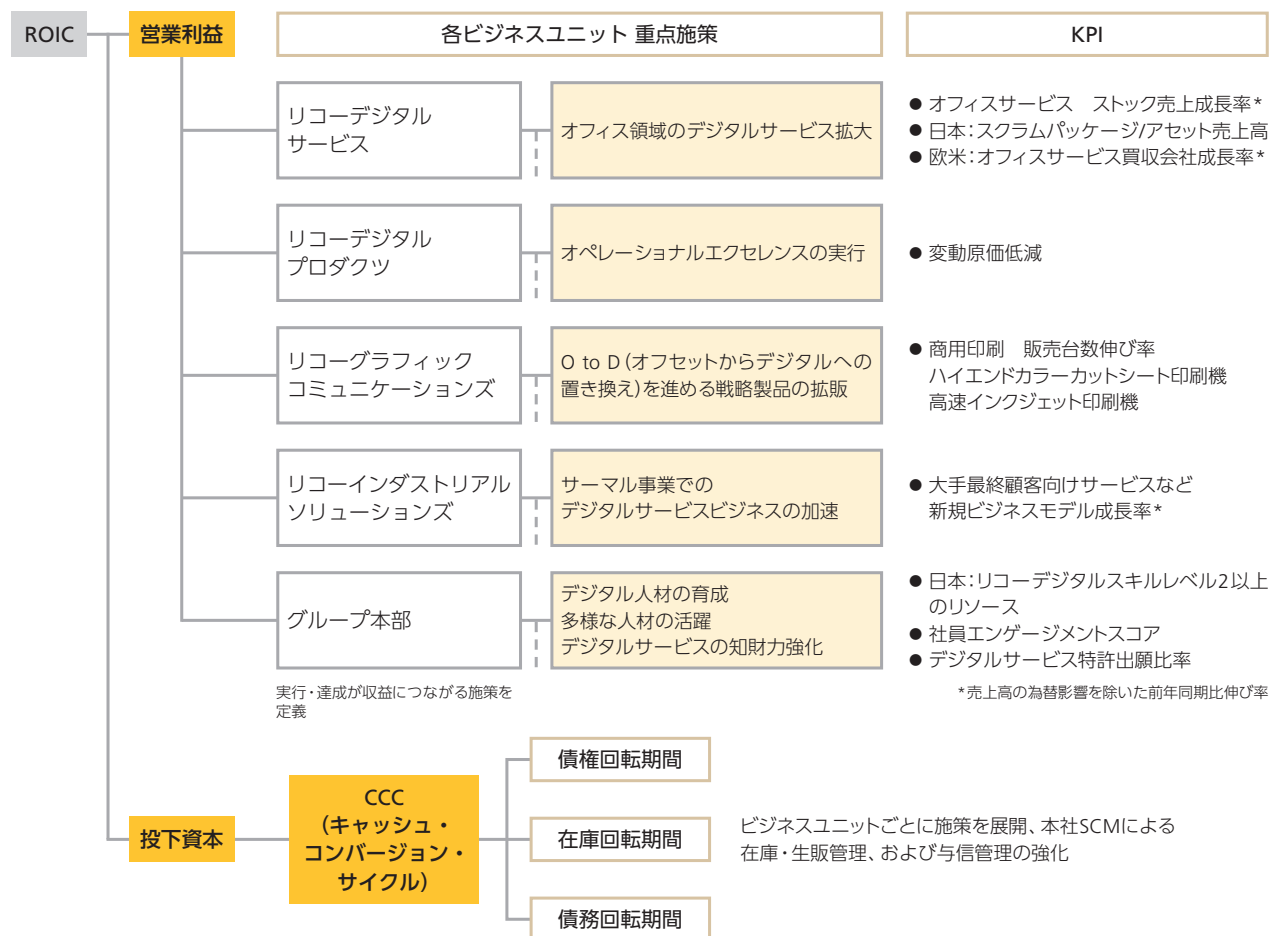 ROIC
営業利益
各ビジネスユニット 重点施策
KPI
リコーデジタル
サービス
オフィス領域のデジタルサービス拡大
● オフィスサービス　ストック売上成長率*
● 日本：スクラムパッケージ/アセット売上高
● 欧米：オフィスサービス買収会社成長率*
リコーデジタル
プロダクツ
オペレーショナルエクセレンスの実行
● 変動原価低減
リコーグラフィック
コミュニケーションズ
O to D（オフセットからデジタルへの
置き換え）を進める戦略製品の拡販
● 商用印刷　販売台数伸び率
ハイエンドカラーカットシート印刷機
高速インクジェット印刷機
リコーインダストリアル
ソリューションズ
サーマル事業での
デジタルサービスビジネスの加速
● 大手最終顧客向けサービスなど
新規ビジネスモデル成長率*
グループ本部
デジタル人材の育成
多様な人材の活躍
デジタルサービスの知財力強化
● 日本：リコーデジタルスキルレベル2以上
のリソース
● 社員エンゲージメントスコア
● デジタルサービス特許出願比率
実行・達成が収益につながる施策を
定義
*売上高の為替影響を除いた前年同期比伸び率
投下資本
CCC
（キャッシュ・
コンバージョン・
サイクル）
債権回転期間
在庫回転期間
債務回転期間
ビジネスユニットごとに施策を展開、本社SCMによる
在庫・生販管理、および与信管理の強化